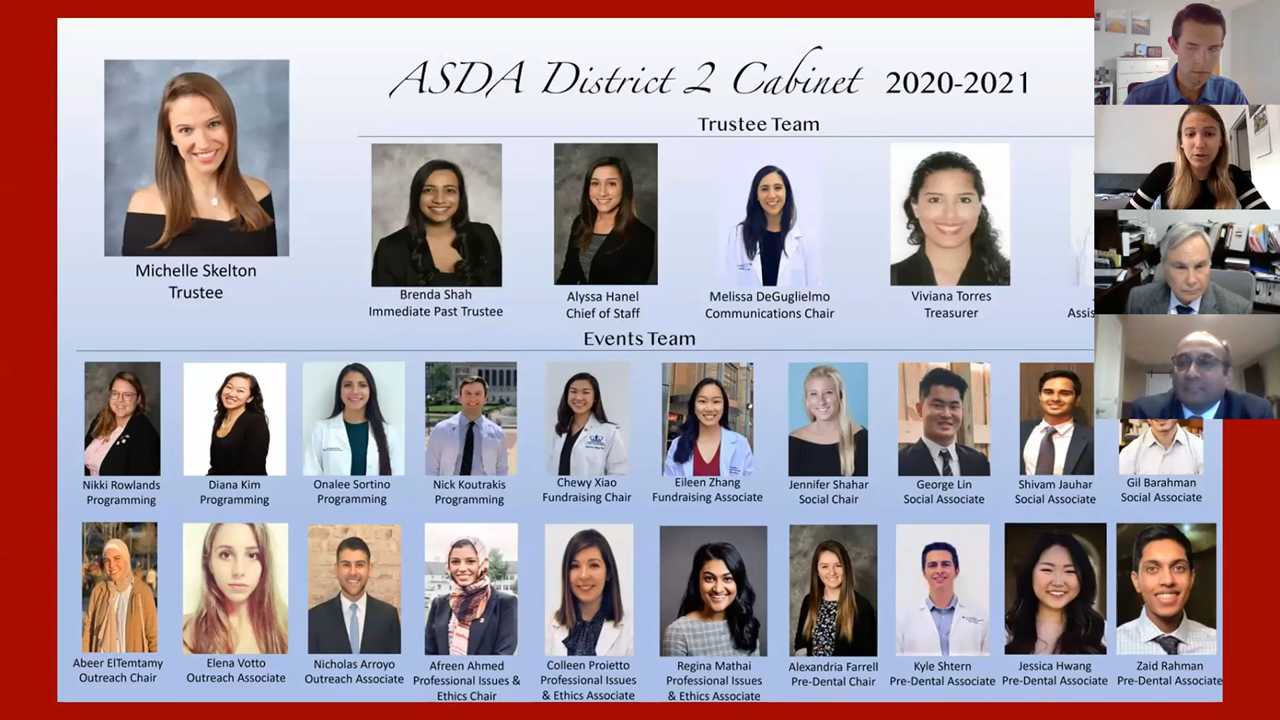 ASDA District 2 Cabinet 2020-2021
Trustee Team
Michelle Skelton
Trustee
Brenda Shah
Immediate Past Trustee
Alyssa Hanel
Chief of Staff
Melissa DeGuglielmo
Communications Chair
Viviana Torres
Treasurer
Assis
Events Team
Nikki Rowlands
Programming
Diana Kim
Programming
Onalee Sortino
Programming
Nick Koutrakis
Programming
Chewy Xiao
Fundraising Chair
Eileen Zhang
Fundraising Associate
Jennifer Shahar
Social Chair
George Lin
Social Associate
Shivam Jauhar
Social Associate
Gil Barahman
Social Associate
Abeer ElTemtamy
Outreach Chair
Elena Votto
Outreach Associate
Nicholas Arroyo
Outreach Associate
Afreen Ahmed
Professional Issues &
Ethics Chair
Colleen Proietto
Professional Issues
& Ethics Associate
Regina Mathai
Professional Issues
& Ethics Associate
Alexandria Farrell
Pre-Dental Chair
Kyle Shtern
Pre-Dental Associate
Jessica Hwang
Pre-Dental Associate
Zaid Rahman
Pre-Dental Associate